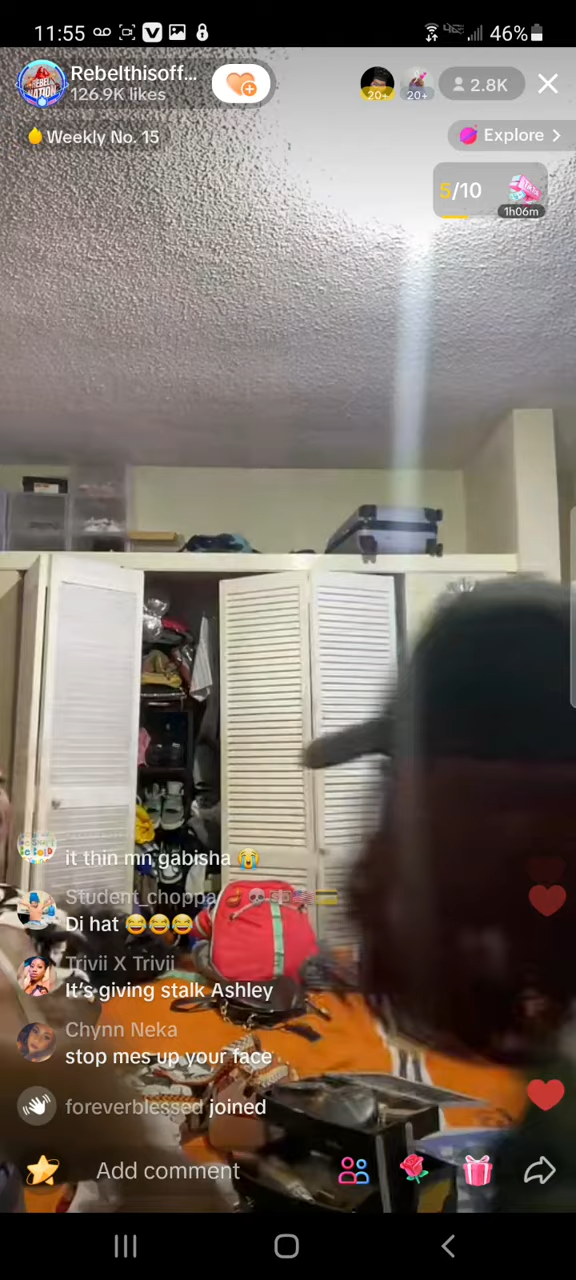 11:55
46%
Rebelthisoff...
126.9K likes
20+
20+
2.8K
Weekly No. 15
Explore >
5/10
1h06m
it thin mn gabisha 😭
Student_choppa
Di hat 😂😂😂
Trivii X Trivii
It's giving stalk Ashley
Chynn Neka
stop mes up your face
foreverblessed joined
Add comment